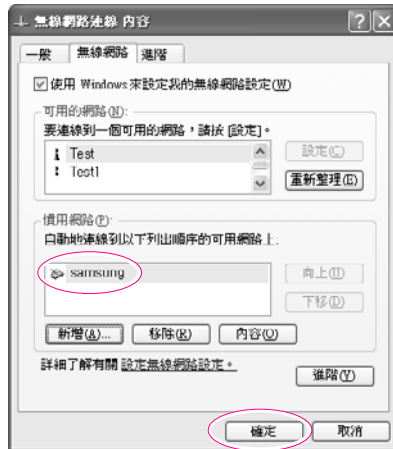 無線網路連線 內容
一般 無線網路 進階
使用 Windows 來設定我的無線網路設定(W)
可用的網路(N):
要連線到一個可用的網路，請按 [設定]。
Test
設定(C)
Test1
重新整理(E)
慣用網路(P):
自動地連線到以下列出順序的可用網路上:
samsung
向上(U)
下移(D)
新增(A)... 移除(R) 內容(O)
詳細了解有關 設定無線網路設定。
進階(V)
確定 取消